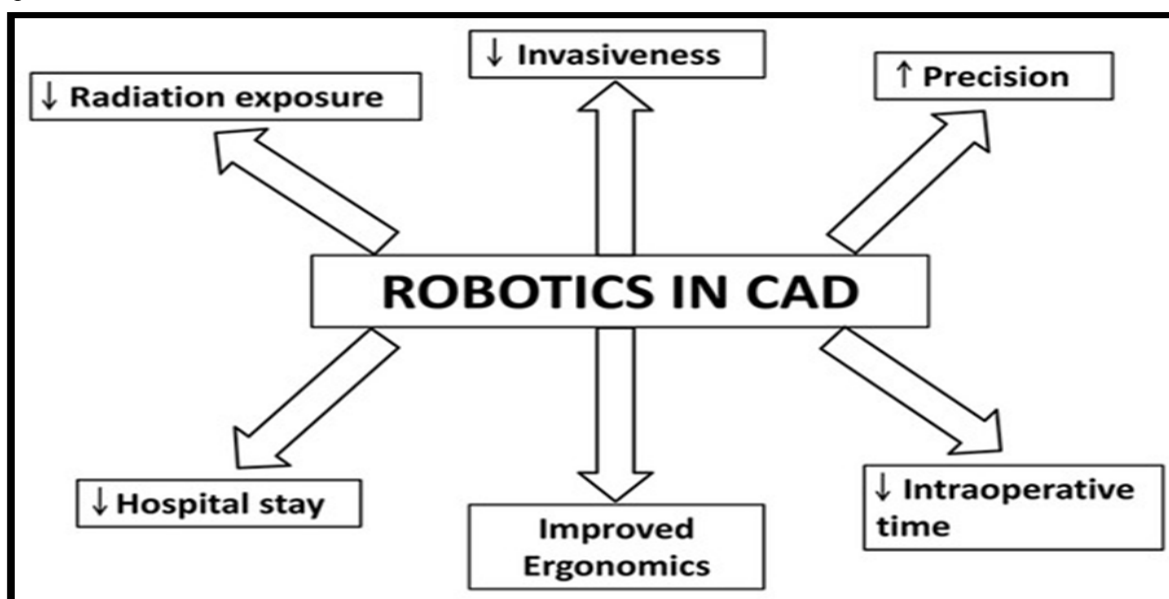 ↓ Invasiveness
↑ Precision
↓ Radiation exposure
ROBOTICS IN CAD
↓ Hospital stay
Improved
Ergonomics
↓ Intraoperative
time